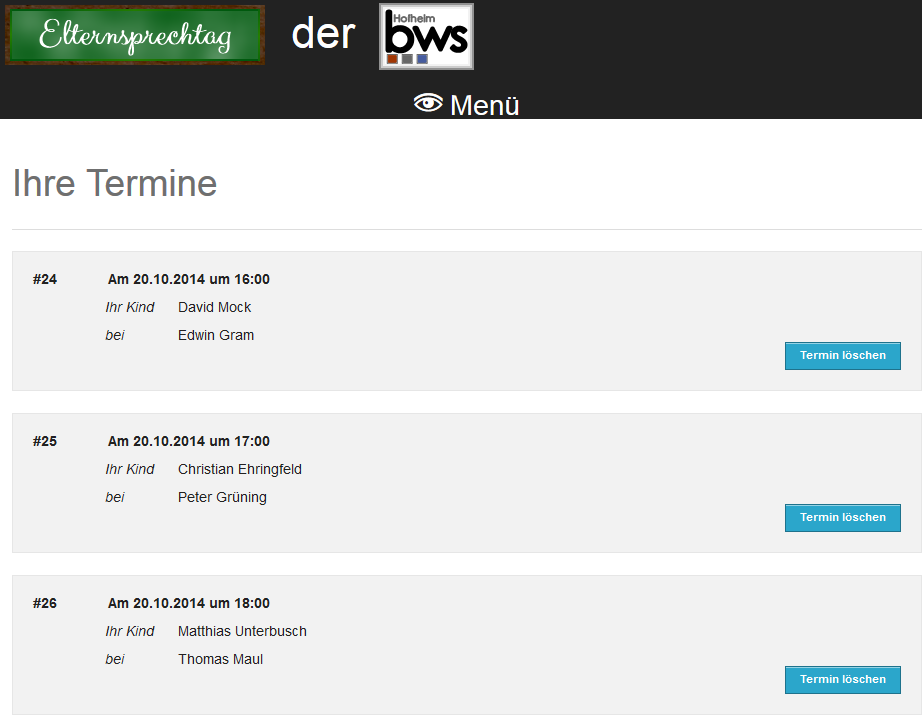 Elternsprechtag der Hofheim bws
Menü
Ihre Termine
#24 Am 20.10.2014 um 16:00
Ihr Kind David Mock
bei Edwin Gram
Termin löschen
#25 Am 20.10.2014 um 17:00
Ihr Kind Christian Ehringfeld
bei Peter Grüning
Termin löschen
#26 Am 20.10.2014 um 18:00
Ihr Kind Matthias Unterbusch
bei Thomas Maul
Termin löschen